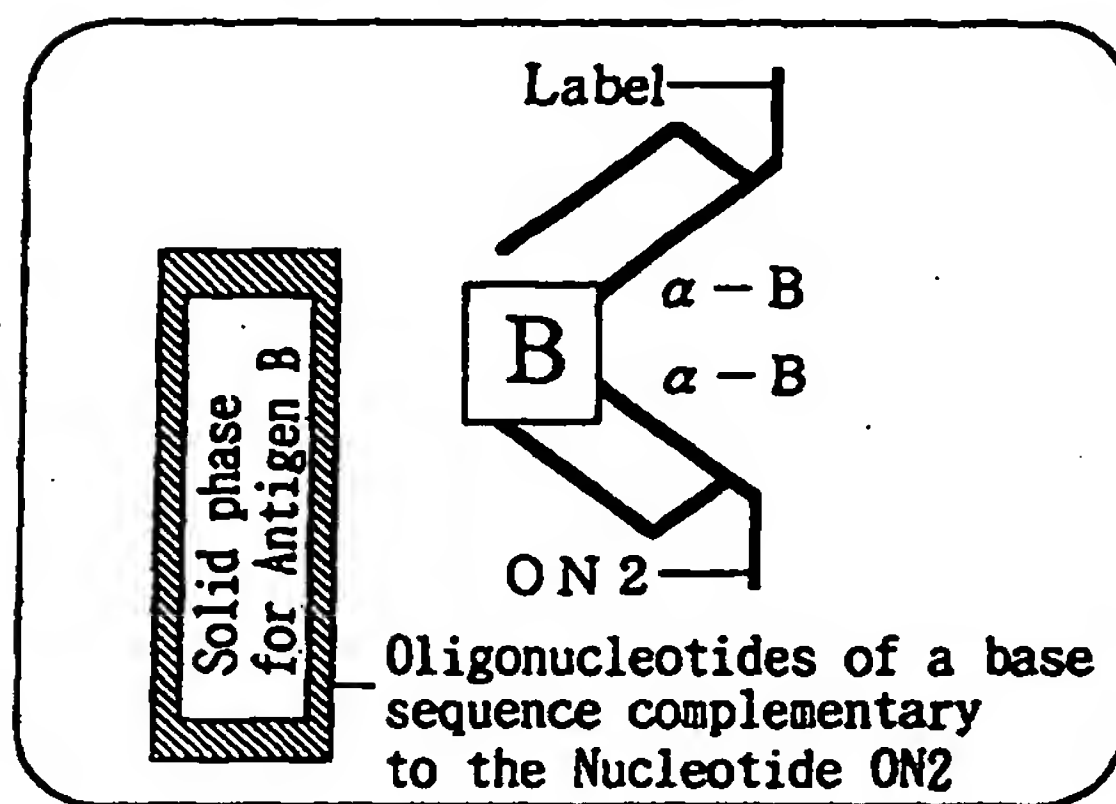 Label
α - B
B
α - B
Solid phase
for Antigen B
ON2
Oligonucleotides of a base
sequence complementary
to the Nucleotide ON2